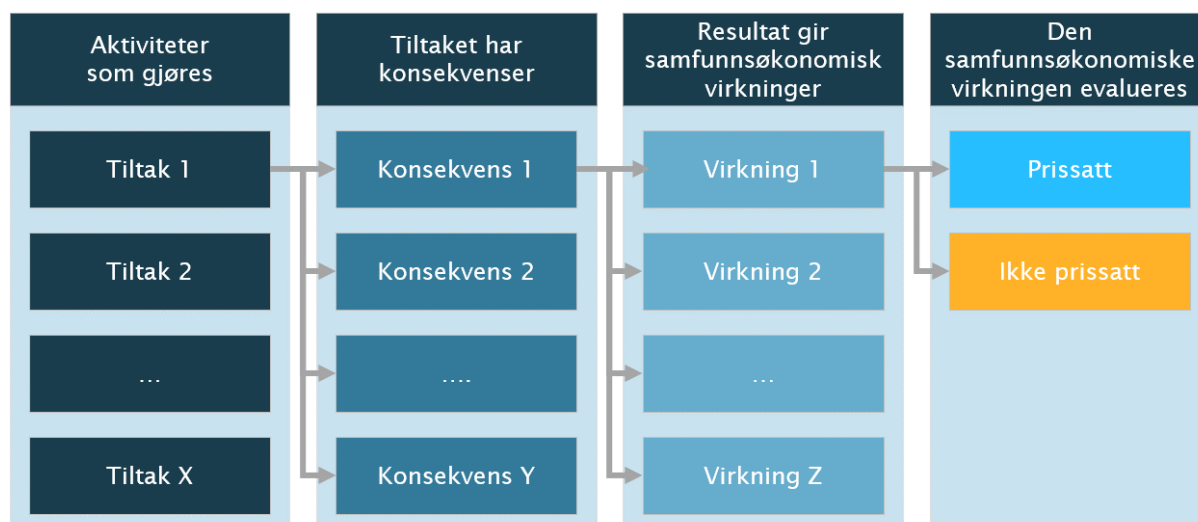 Aktiviteter
som gjøres
Tiltaket har
konsekvenser
Resultat gir
samfunnsøkonomisk
virkninger
Den
samfunnsøkonomiske
virkningen evalueres
Tiltak 1
Konsekvens 1
Virkning 1
Prissatt
Tiltak 2
Konsekvens 2
Virkning 2
Ikke prissatt
...
....
...
Tiltak X
Konsekvens Y
Virkning Z